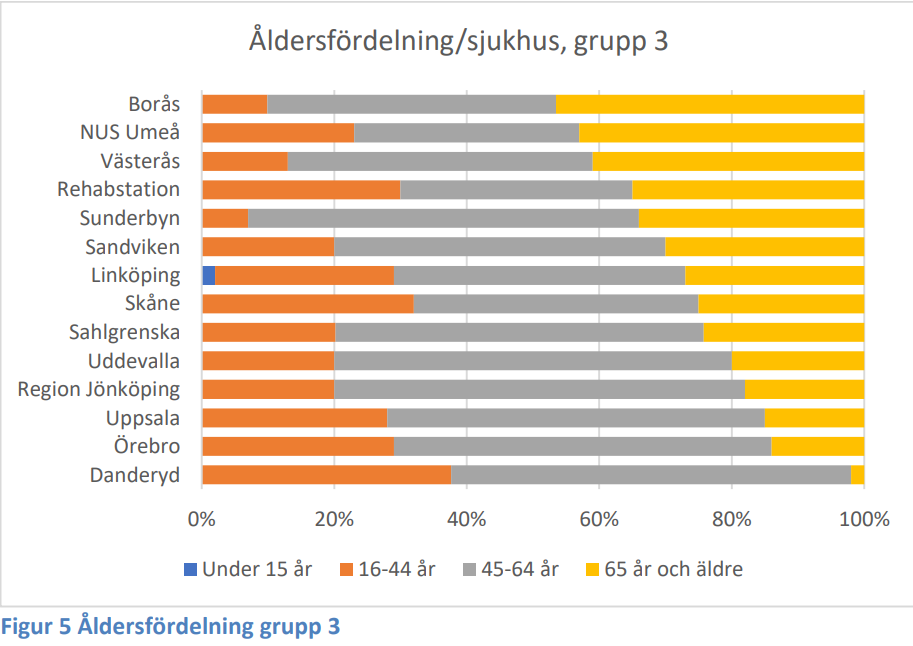 Åldersfördelning/sjukhus, grupp 3
Borås
NUS Umeå
Västerås
Rehabstation
Sunderbyn
Sandviken
Linköping
Skåne
Sahlgrenska
Uddevalla
Region Jönköping
Uppsala
Örebro
Danderyd
0% 20% 40% 60% 80% 100%
Under 15 år 16-44 år 45-64 år 65 år och äldre
Figur 5 Åldersfördelning grupp 3